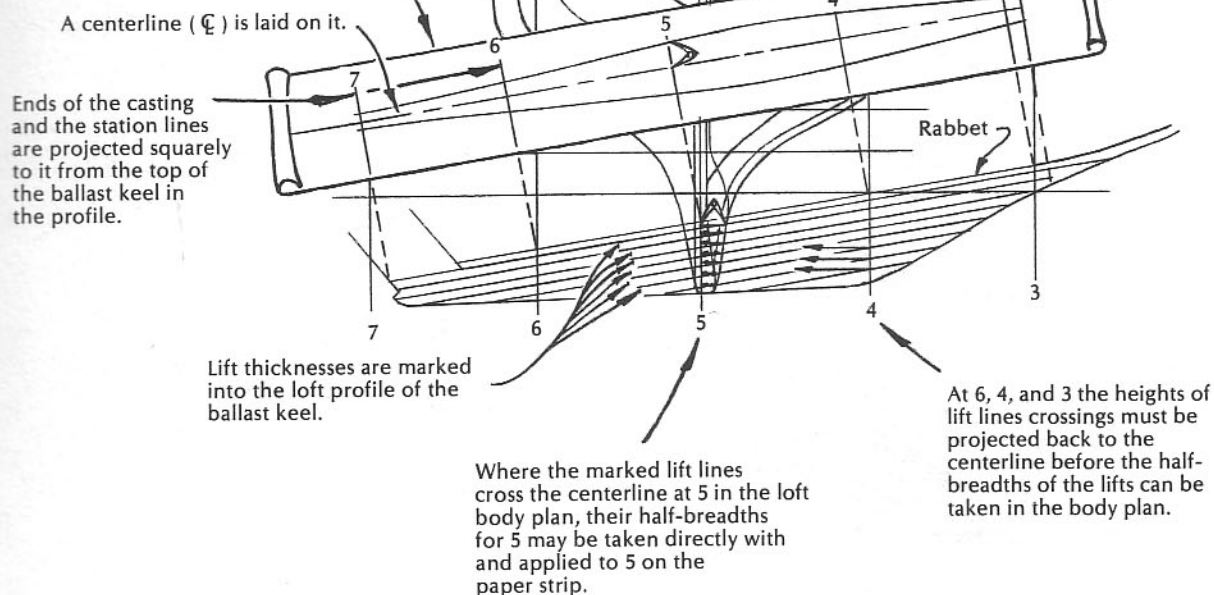 A centerline ( ℄ ) is laid on it.
5
4
6
7
Ends of the casting
and the station lines
are projected squarely
to it from the top of
the ballast keel in
the profile.
Rabbet
3
4
5
6
7
Lift thicknesses are marked
into the loft profile of the
ballast keel.
At 6, 4, and 3 the heights of
lift lines crossings must be
projected back to the
centerline before the half-
breadths of the lifts can be
taken in the body plan.
Where the marked lift lines
cross the centerline at 5 in the loft
body plan, their half-breadths
for 5 may be taken directly with
and applied to 5 on the
paper strip.